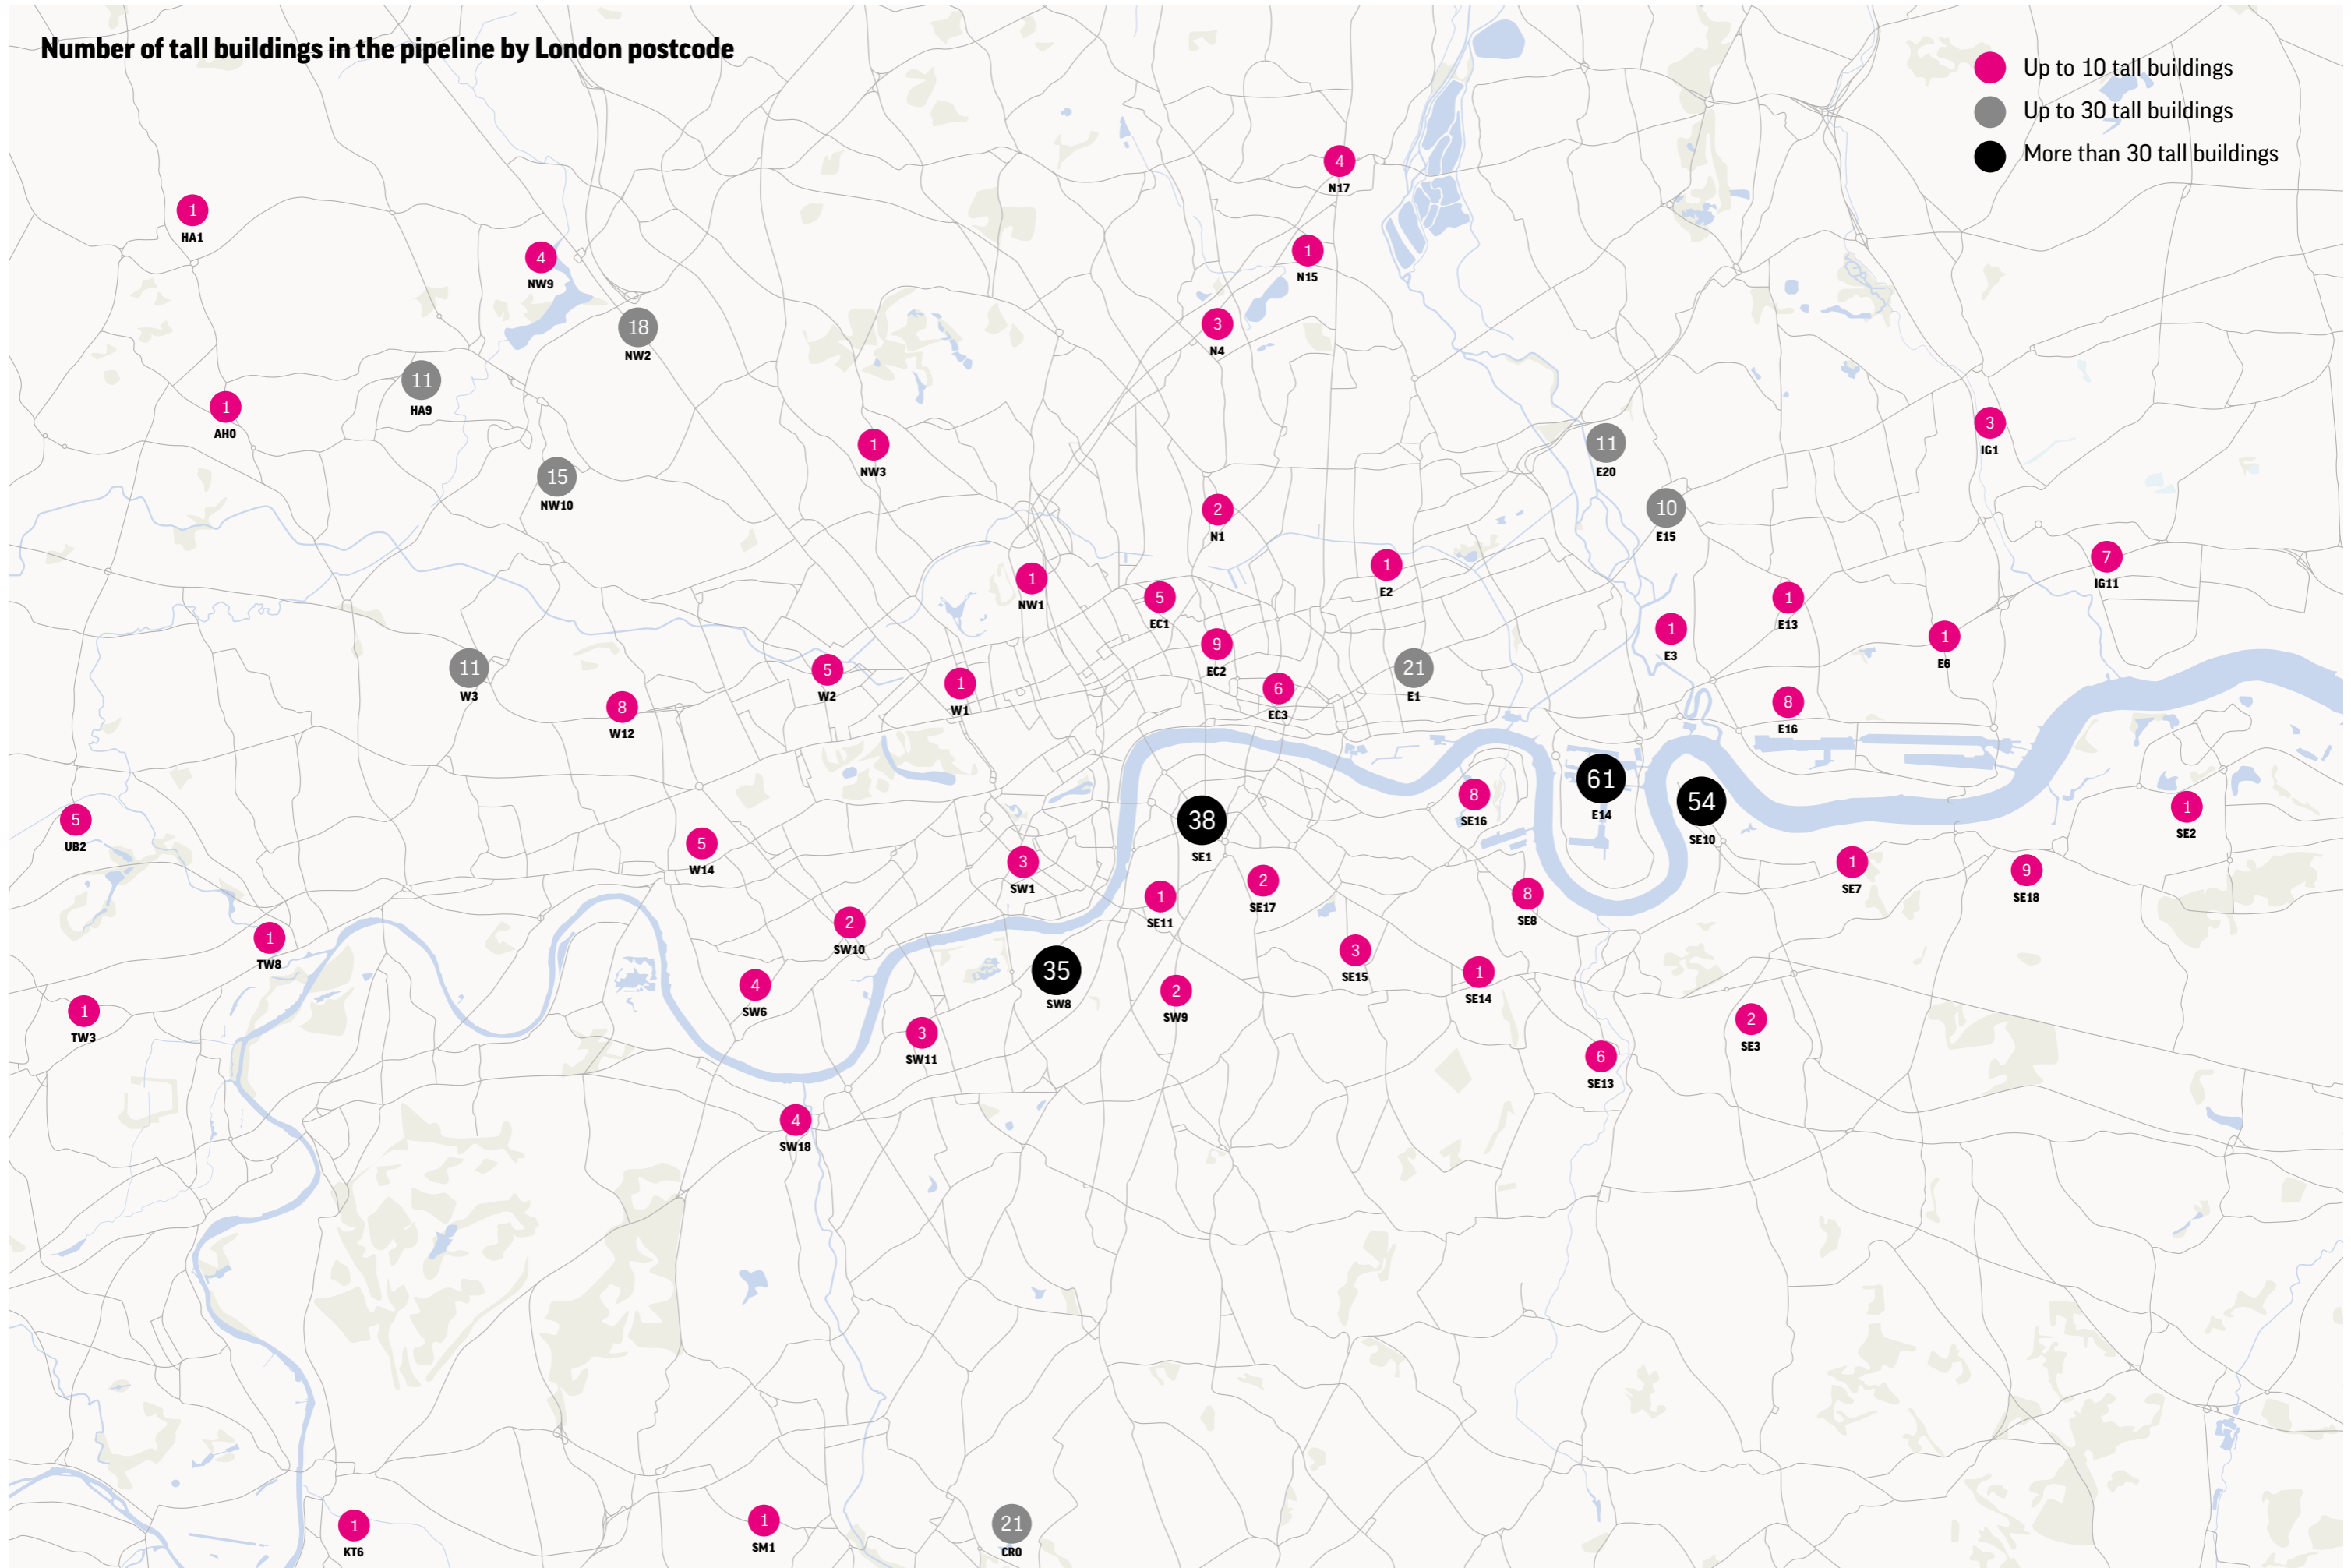 Number of tall buildings in the pipeline by London postcode
Up to 10 tall buildings
Up to 30 tall buildings
More than 30 tall buildings
4
N17
1
HA1
4
NW9
1
N15
18
NW2
3
N4
11
HA9
1
AH0
1
NW3
11
E20
3
IG1
15
NW10
2
N1
10
E15
1
NW1
5
EC1
1
E2
7
IG11
1
E13
1
E3
1
E6
9
EC2
11
W3
5
W2
1
W1
6
EC3
21
E1
8
W12
8
E16
61
E14
54
SE10
8
SE16
1
SE2
5
UB2
38
SE1
5
W14
3
SW1
1
SE7
9
SE18
2
SE17
1
SE11
8
SE8
2
SW10
1
TW8
3
SE15
35
SW8
1
SE14
4
SW6
2
SW9
1
TW3
3
SW11
2
SE3
6
SE13
4
SW18
1
KT6
1
SM1
21
CR0